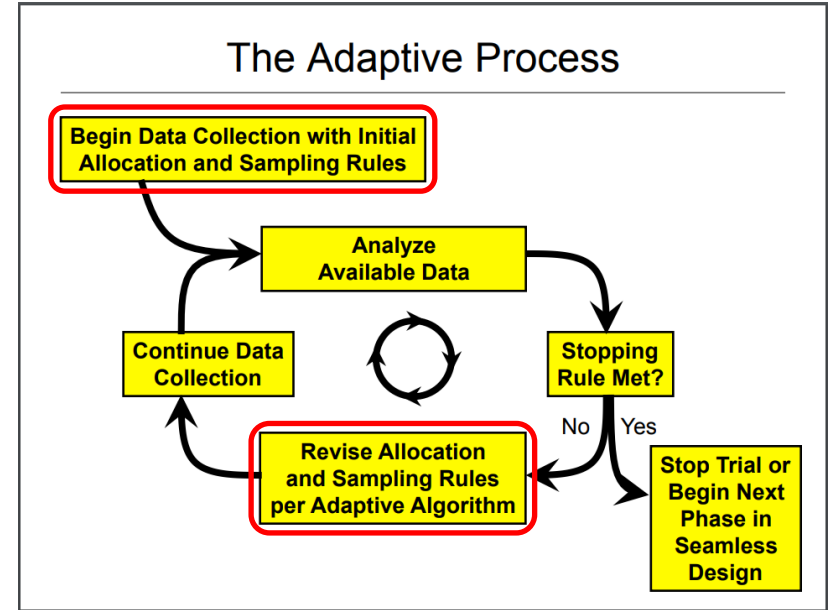 The Adaptive Process
Begin Data Collection with Initial
Allocation and Sampling Rules
Analyze
Available Data
Continue Data
Collection
Stopping
Rule Met?
No
Yes
Revise Allocation
and Sampling Rules
per Adaptive Algorithm
Stop Trial or
Begin Next
Phase in
Seamless
Design